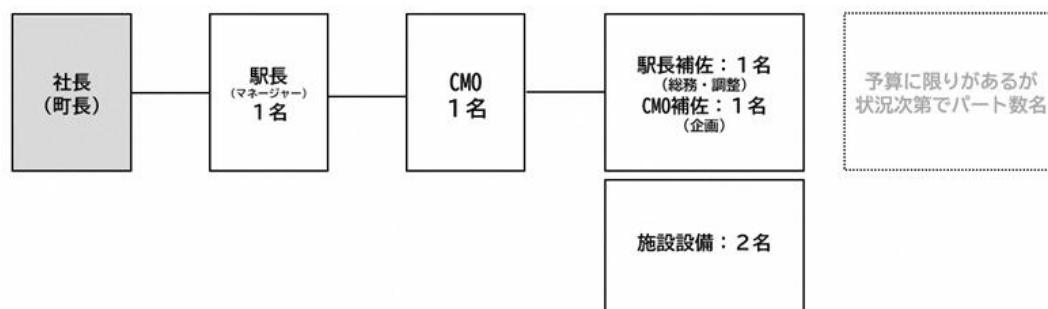 社長
（町長）
駅長
（マネージャー）
１名
CMO
１名
駅長補佐：１名
（総務・調整）
CMO補佐：１名
（企画）
予算に限りがあるが
状況次第でパート数名
施設設備：２名